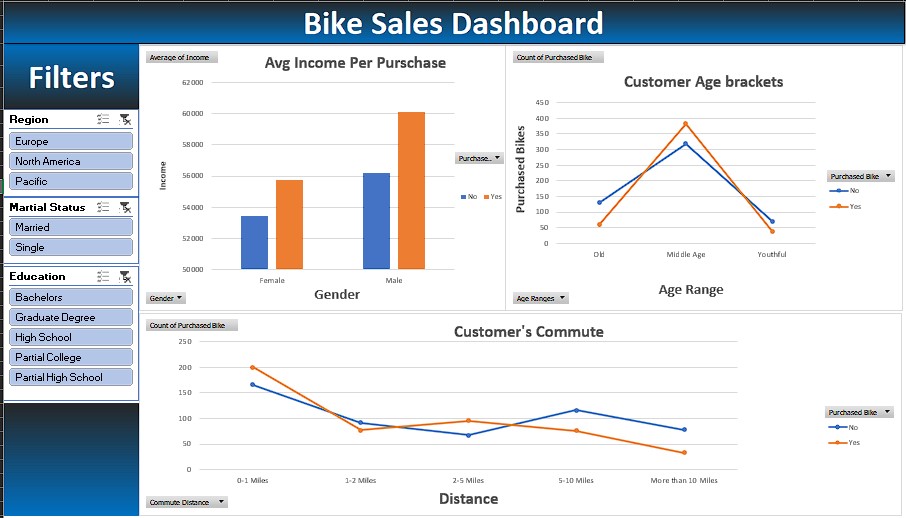 Bike Sales Dashboard
Filters
Region
Europe
North America
Pacific
Martial Status
Married
Single
Education
Bachelors
Graduate Degree
High School
Partial College
Partial High School
Average of Income
Avg Income Per Purschase
62000
60000
58000
56000
54000
52000
50000
Income
Female Male
Gender
Purchase..
No Yes
Gender
Count of Purchased Bike
Customer Age brackets
450
400
350
300
250
200
150
100
50
0
Purchased Bikes
Old Middle Age Youthful
Age Range
Purchased Bike
No
Yes
Age Ranges
Count of Purchased Bike
Customer's Commute
250
200
150
100
50
0
0-1 Miles 1-2 Miles 2-5 Miles 5-10 Miles More than 10 Miles
Distance
Purchased Bike
No
Yes
Commute Distance